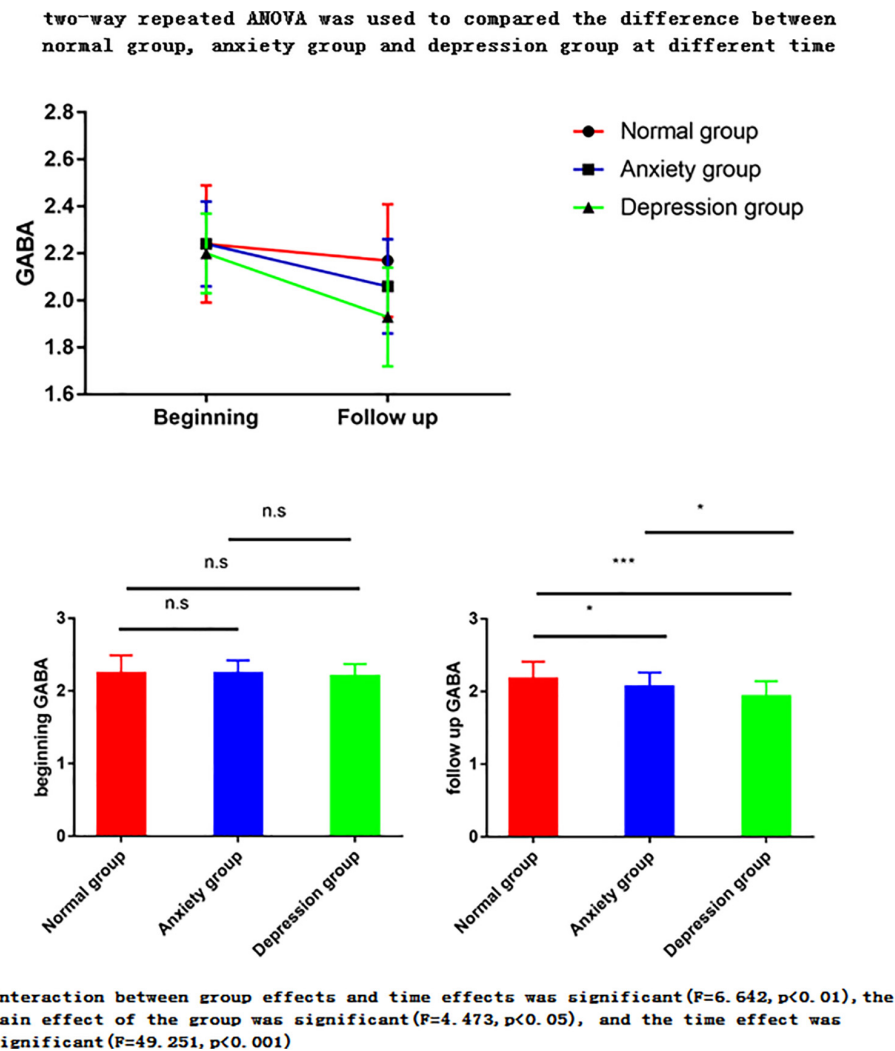 two-way repeated ANOVA was used to compared the difference between
normal group, anxiety group and depression group at different time
2.8
2.6
2.4
2.2
2.0
1.8
1.6
GABA
Beginning
Follow up
Normal group
Anxiety group
Depression group
n.s
n.s
n.s
3
2
1
0
beginning GABA
Normal group
Anxiety group
Depression group
*
***
*
3
2
1
0
follow up GABA
Normal group
Anxiety group
Depression group
nteraction between group effects and time effects was significant(F=6.642,p<0.01),the
ain effect of the group was significant(F=4.473,p<0.05), and the time effect was
ignificant(F=49.251,p<0.001)